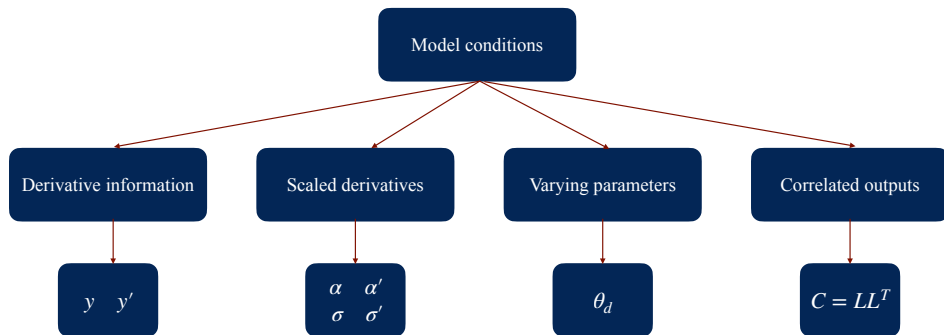 Model conditions
Derivative information
Scaled derivatives
Varying parameters
Correlated outputs
y y′
α α′
σ σ′
θ_d
C = LL^T